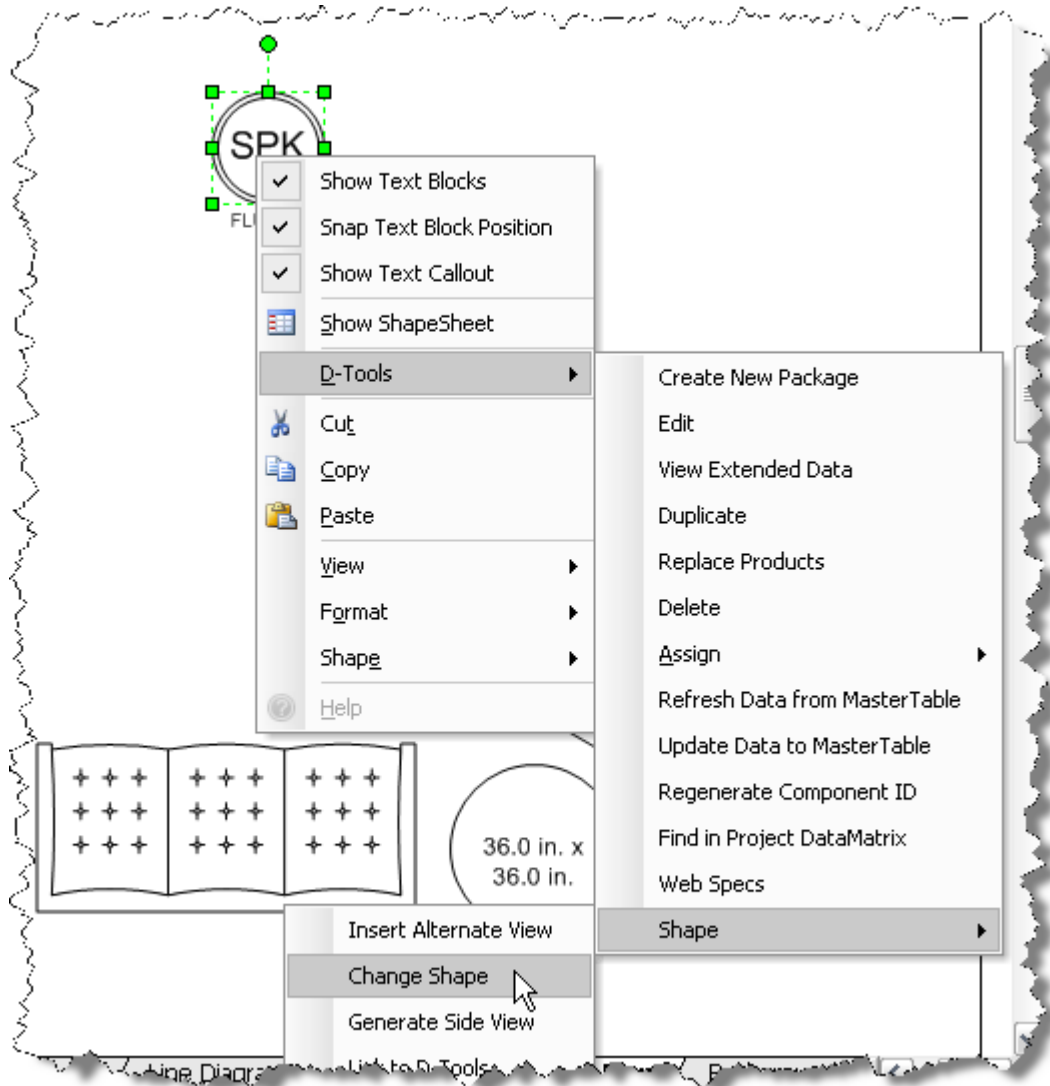 SPK
Show Text Blocks
Snap Text Block Position
Show Text Callout
Show ShapeSheet
D-Tools
Cut
Copy
Paste
View
Format
Shape
Help
Create New Package
Edit
View Extended Data
Duplicate
Replace Products
Delete
Assign
Refresh Data from MasterTable
Update Data to MasterTable
Regenerate Component ID
Find in Project DataMatrix
Web Specs
Shape
36.0 in. x
36.0 in.
Insert Alternate View
Change Shape
Generate Side View
Link to D-Tools